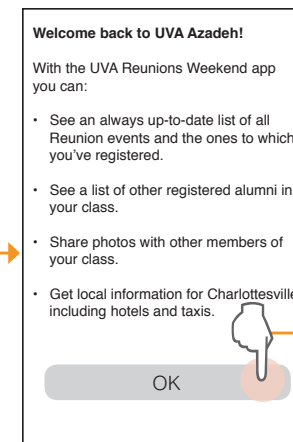 Welcome back to UVA Azadeh!
With the UVA Reunions Weekend app
you can:
• See an always up-to-date list of all
Reunion events and the ones to which
you've registered.
• See a list of other registered alumni in
your class.
• Share photos with other members of
your class.
• Get local information for Charlottesville
including hotels and taxis.
OK